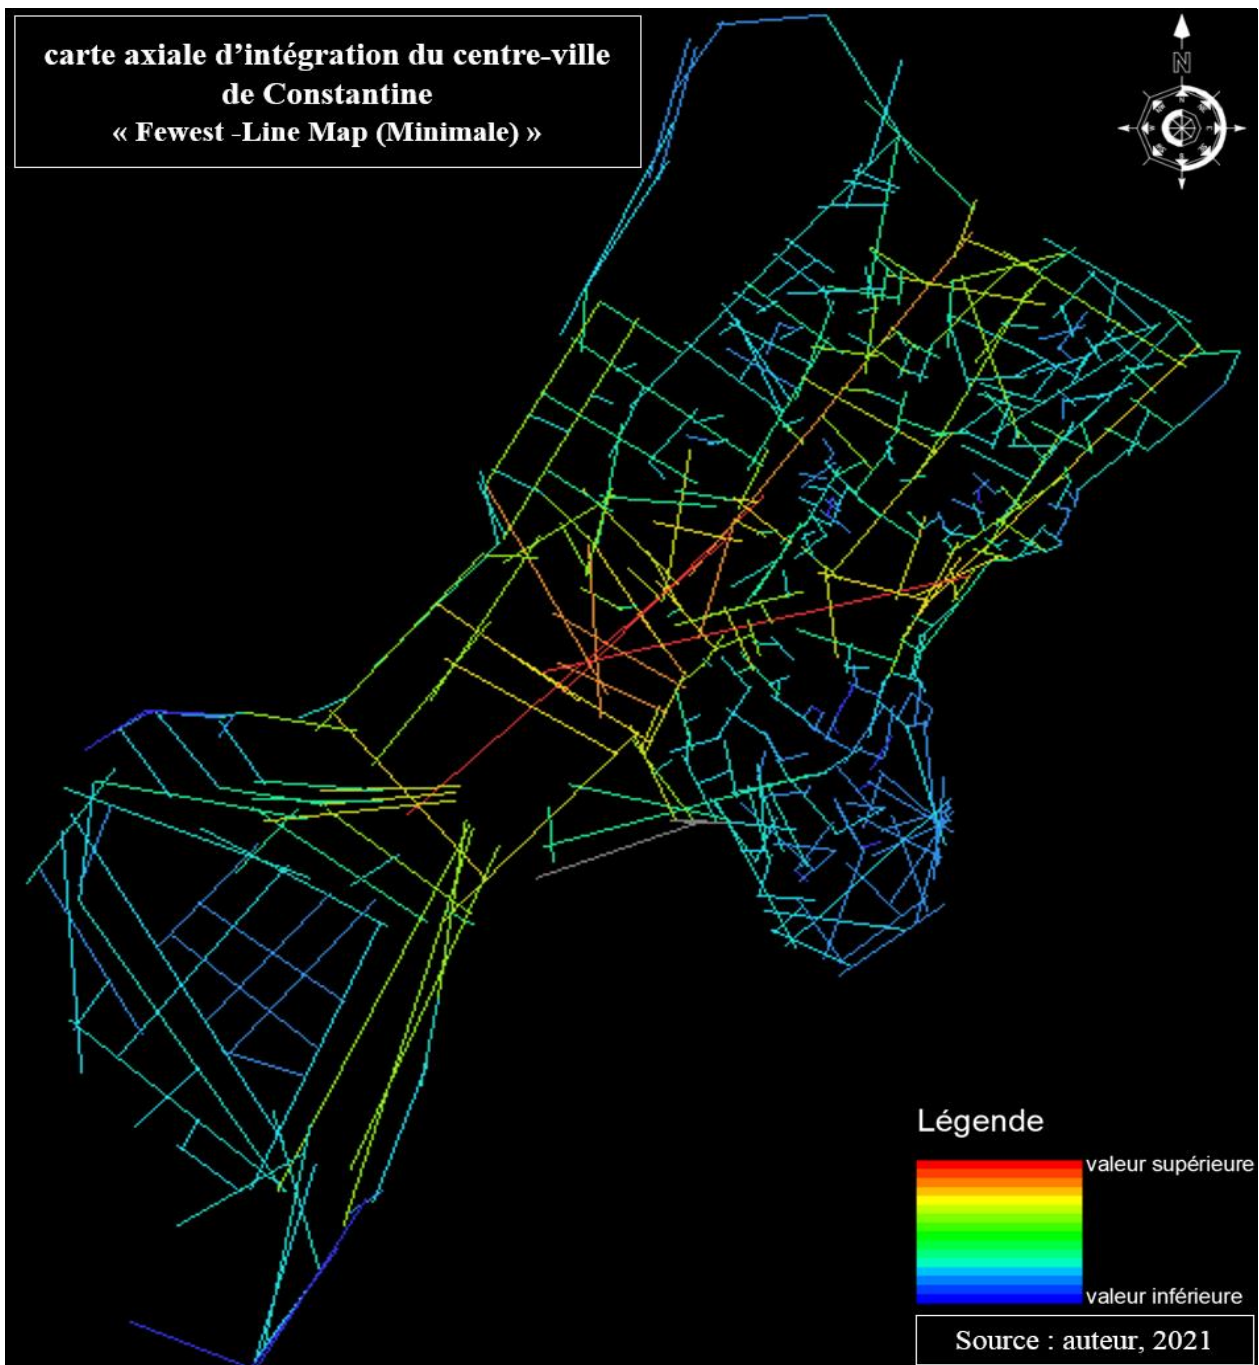 carte axiale d’intégration du centre-ville
de Constantine
« Fewest -Line Map (Minimale) »
N
Légende
valeur supérieure
valeur inférieure
Source : auteur, 2021